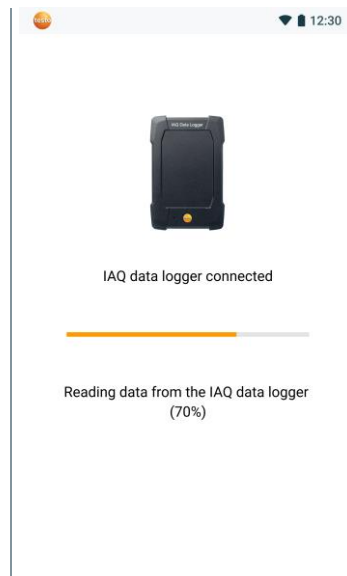 testo
12:30
IAQ Data Logger
IAQ data logger connected
Reading data from the IAQ data logger
(70%)